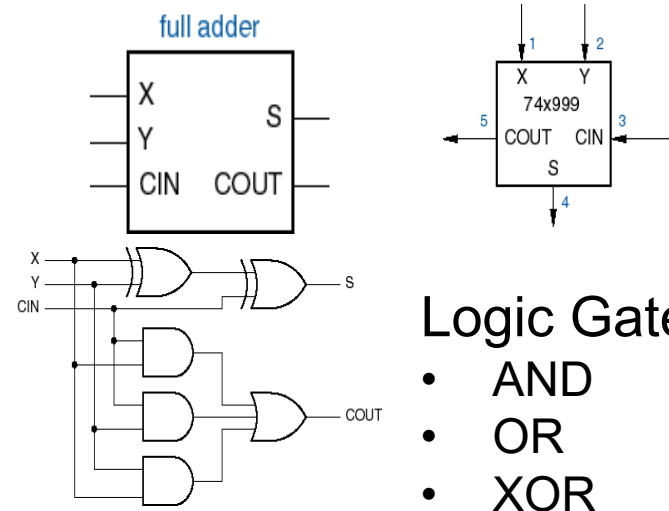 full adder
X
Y
CIN
S
COUT
1
2
X
Y
74x999
5
COUT
CIN
3
S
4
X
Y
CIN
S
COUT
Logic Gate
• AND
• OR
• XOR